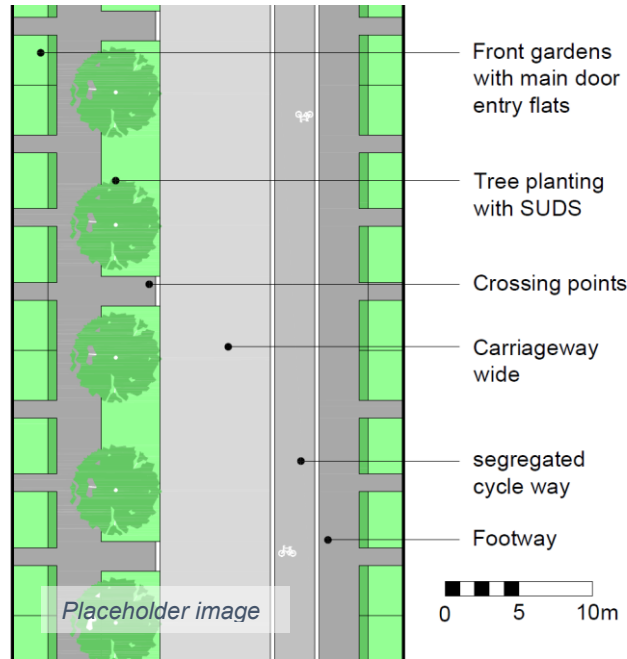 Front gardens
with main door
entry flats
Tree planting
with SUDS
Crossing points
Carriageway
wide
segregated
cycle way
Footway
Placeholder image
0 5 10m